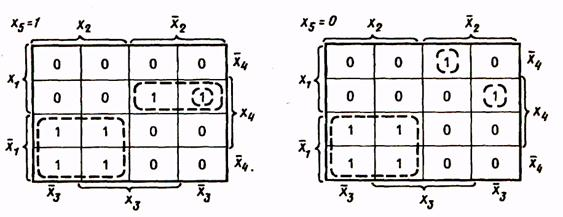 x₅=1 x₂ x̄₂ x₅=0 x₂ x̄₂
0 0 0 0 x̄₄ 0 0 1 0 x̄₄
x₁ x₁
0 0 1 1 0 0 0 1
x₄ x₄
1 1 0 0 1 1 0 0
x̄₁ x̄₁
1 1 0 0 x̄₄. 1 1 0 0 x̄₄
x̄₃ x₃ x̄₃ x̄₃ x₃ x̄₃